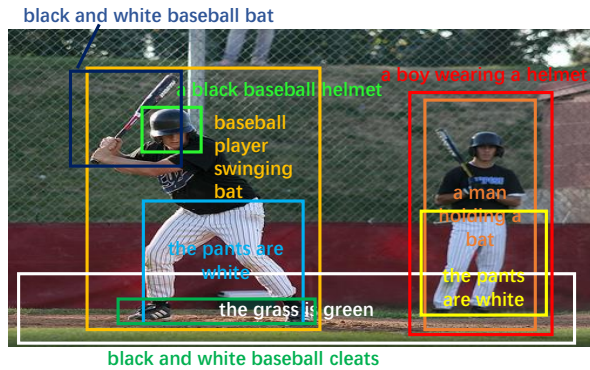 black and white baseball bat
a black baseball helmet
a boy wearing a helmet
baseball
player
swinging
bat
a man
holding a
bat
the pants are
white
the pants
are white
the grass is green
black and white baseball cleats